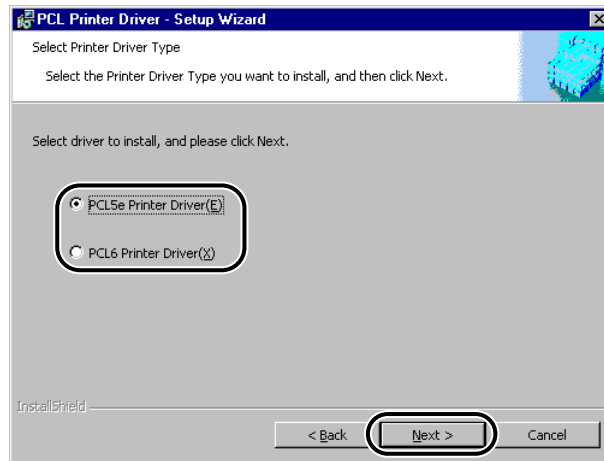 PCL Printer Driver - Setup Wizard
Select Printer Driver Type
Select the Printer Driver Type you want to install, and then click Next.
Select driver to install, and please click Next.
PCL5e Printer Driver(E)
PCL6 Printer Driver(X)
InstallShield
< Back Next > Cancel